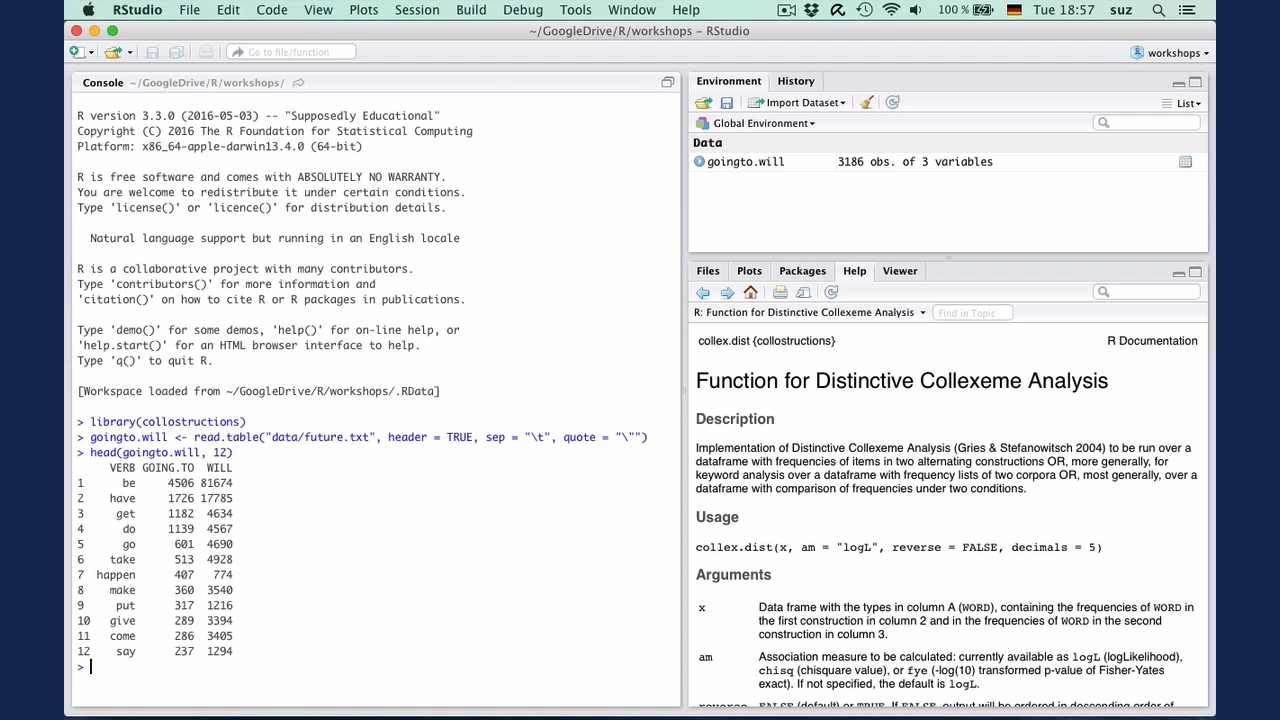 RStudio File Edit Code View Plots Session Build Debug Tools Window Help 100 % Tue 18:57 suz
~/GoogleDrive/R/workshops – RStudio
Go to file/function workshops
Console ~/GoogleDrive/R/workshops/
R version 3.3.0 (2016-05-03) -- "Supposedly Educational"
Copyright (C) 2016 The R Foundation for Statistical Computing
Platform: x86_64-apple-darwin13.4.0 (64-bit)
R is free software and comes with ABSOLUTELY NO WARRANTY.
You are welcome to redistribute it under certain conditions.
Type 'license()' or 'licence()' for distribution details.
Natural language support but running in an English locale
R is a collaborative project with many contributors.
Type 'contributors()' for more information and
'citation()' on how to cite R or R packages in publications.
Type 'demo()' for some demos, 'help()' for on-line help, or
'help.start()' for an HTML browser interface to help.
Type 'q()' to quit R.
[Workspace loaded from ~/GoogleDrive/R/workshops/.RData]
> library(collostructions)
> goingto.will <- read.table("data/future.txt", header = TRUE, sep = "\t", quote = "\"")
> head(goingto.will, 12)
VERB GOING.TO WILL
1 be 4506 81674
2 have 1726 17785
3 get 1182 4634
4 do 1139 4567
5 go 601 4690
6 take 513 4928
7 happen 407 774
8 make 360 3540
9 put 317 1216
10 give 289 3394
11 come 286 3405
12 say 237 1294
>
Environment History
Import Dataset List
Global Environment
Data
goingto.will 3186 obs. of 3 variables
Files Plots Packages Help Viewer
R: Function for Distinctive Collexeme Analysis Find in Topic
collex.dist {collostructions} R Documentation
Function for Distinctive Collexeme Analysis
Description
Implementation of Distinctive Collexeme Analysis (Gries & Stefanowitsch 2004) to be run over a
dataframe with frequencies of items in two alternating constructions OR, more generally, for
keyword analysis over a dataframe with frequency lists of two corpora OR, most generally, over a
dataframe with comparison of frequencies under two conditions.
Usage
collex.dist(x, am = "logL", reverse = FALSE, decimals = 5)
Arguments
x Data frame with the types in column A (WORD), containing the frequencies of WORD in
the first construction in column 2 and in the frequencies of WORD in the second
construction in column 3.
am Association measure to be calculated: currently available as logL (logLikelihood),
chisq (chisquare value), or fye (-log(10) transformed p-value of Fisher-Yates
exact). If not specified, the default is logL.
reverse FALSE (default) or TRUE. If FALSE, output will be ordered in descending order of